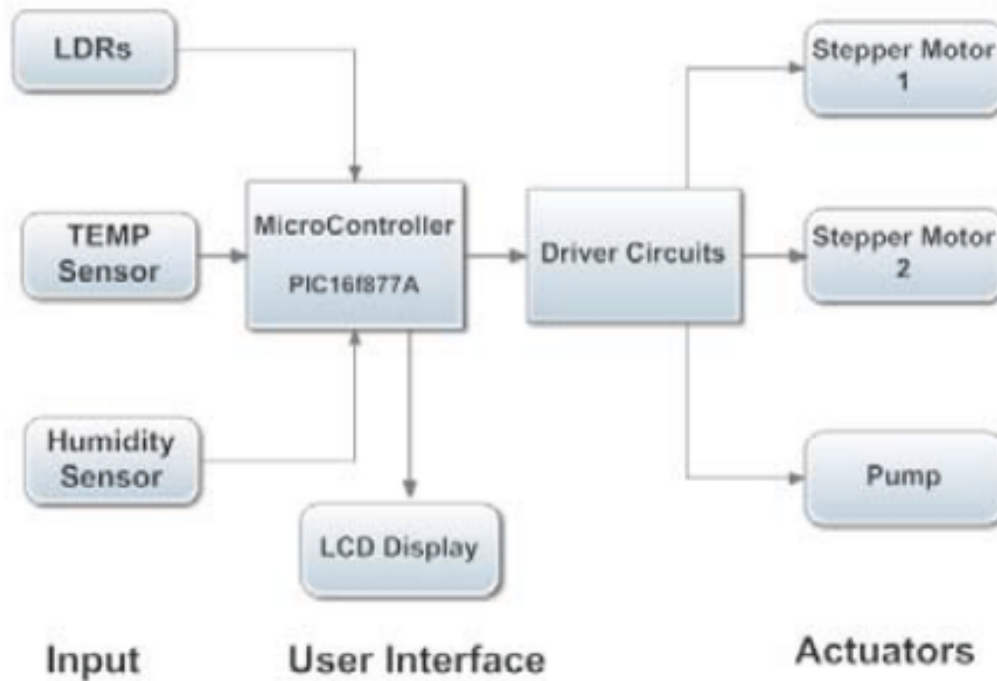 LDRs
Stepper Motor
1
TEMP
Sensor
MicroController
PIC16f877A
Driver Circuits
Stepper Motor
2
Humidity
Sensor
Pump
LCD Display
Input
User Interface
Actuators